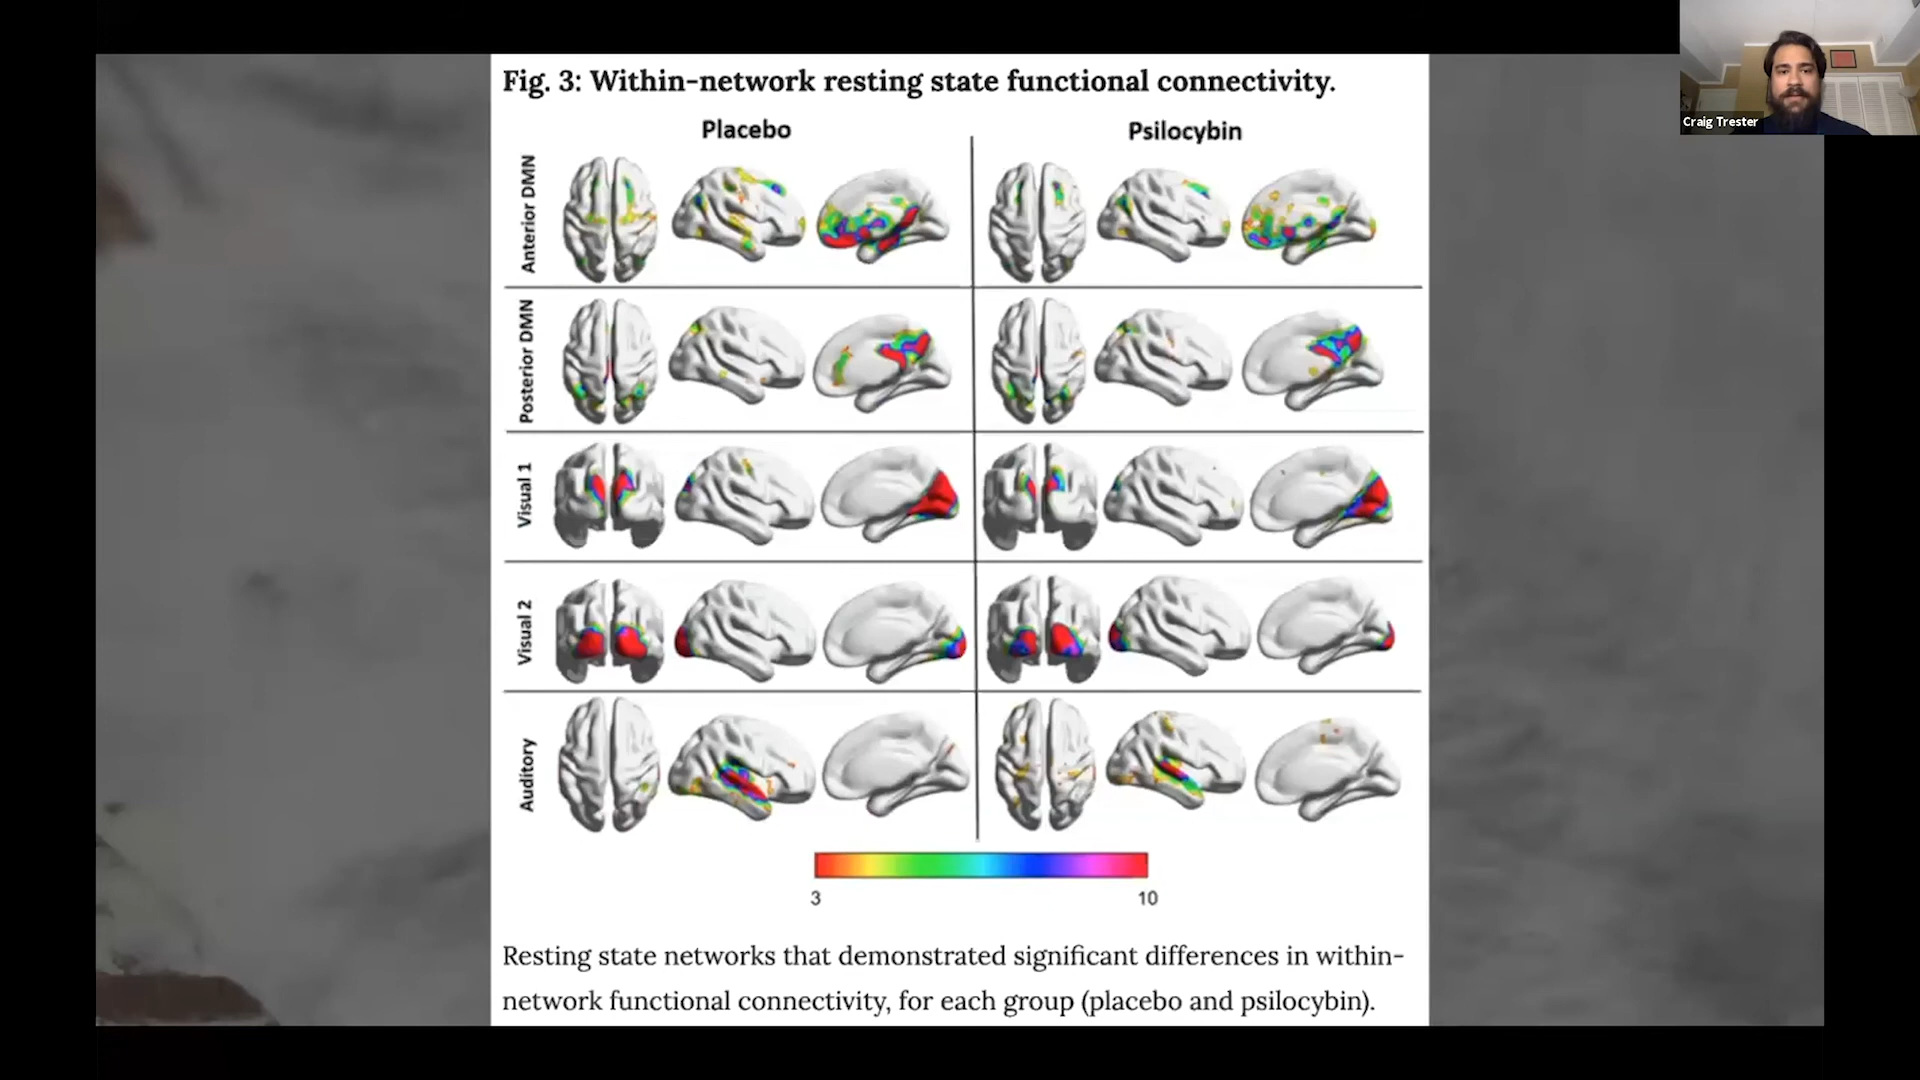 Fig. 3: Within-network resting state functional connectivity.
Craig Trester
Placebo
Psilocybin
Anterior DMN
Posterior DMN
Visual 1
Visual 2
Auditory
3
10
Resting state networks that demonstrated significant differences in within-
network functional connectivity, for each group (placebo and psilocybin).